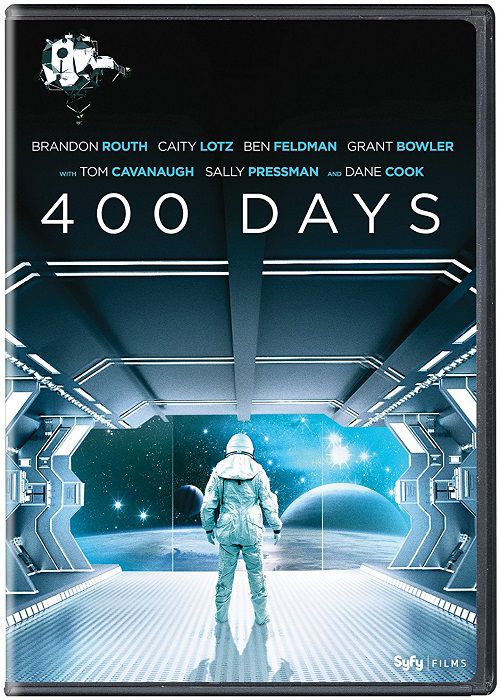 BRANDON ROUTH CAITY LOTZ BEN FELDMAN GRANT BOWLER
WITH TOM CAVANAUGH SALLY PRESSMAN AND DANE COOK
400 DAYS
Syfy | FILMS